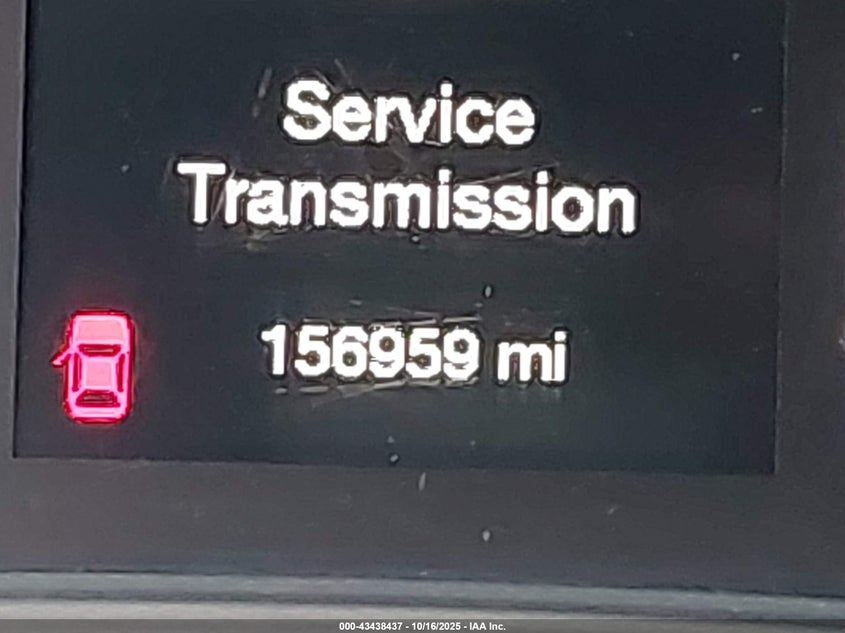 Service
Transmission
156959 mi
000-43438437 - 10/16/2025 - IAA Inc.